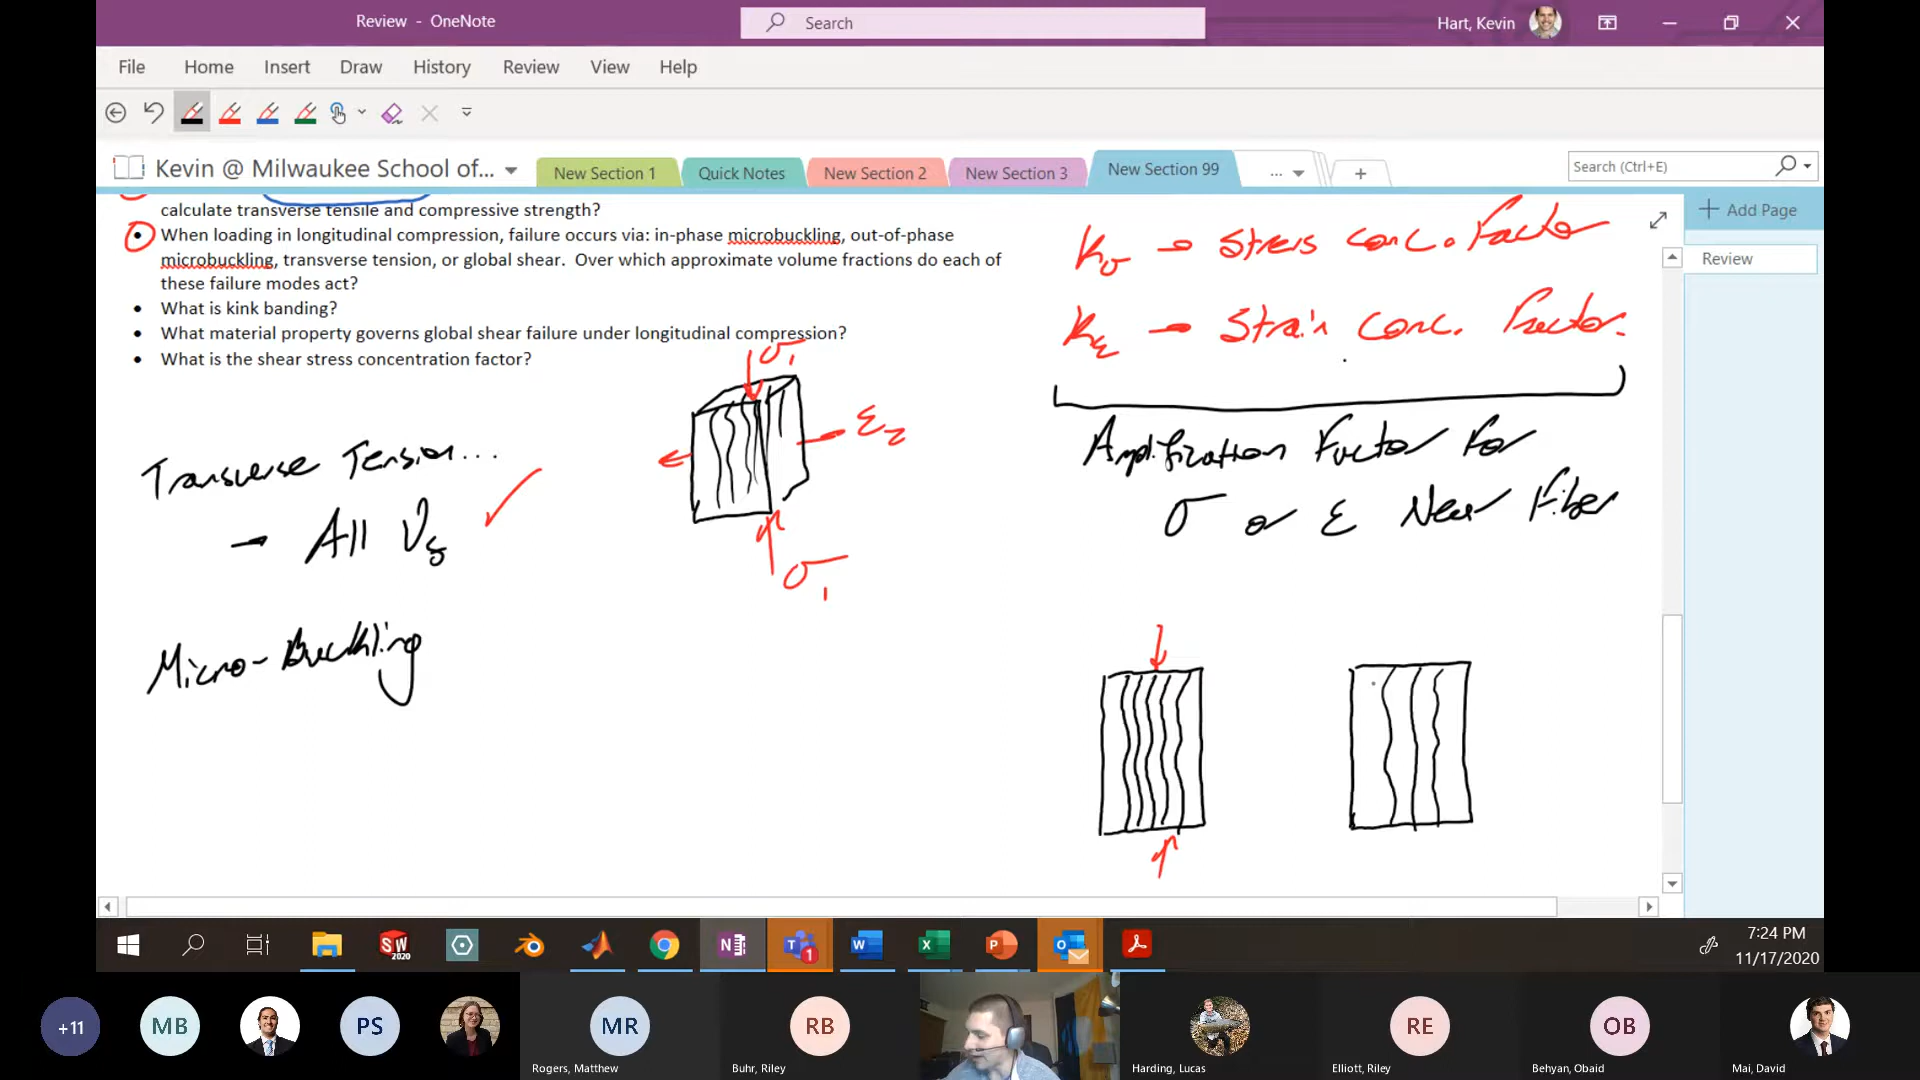 Review - OneNote
Search
Hart, Kevin
File Home Insert Draw History Review View Help
Kevin @ Milwaukee School of...
New Section 1
Quick Notes
New Section 2
New Section 3
New Section 99
...
Search (Ctrl+E)
Add Page
Review
calculate transverse tensile and compressive strength?
• When loading in longitudinal compression, failure occurs via: in-phase microbuckling, out-of-phase
microbuckling, transverse tension, or global shear. Over which approximate volume fractions do each of
these failure modes act?
• What is kink banding?
• What material property governs global shear failure under longitudinal compression?
• What is the shear stress concentration factor?
Kσ → Stress Conc. Factor
Kε → Strain Conc. Factor.
Amplification Factor For
σ or ε Near Fiber
σ1
ε2
σ1
Transverse Tension...
→ All Vf
Micro-Buckling
SW
2020
1
7:24 PM
11/17/2020
+11
MB
PS
MR
Rogers, Matthew
RB
Buhr, Riley
Harding, Lucas
RE
Elliott, Riley
OB
Behyan, Obaid
Mai, David